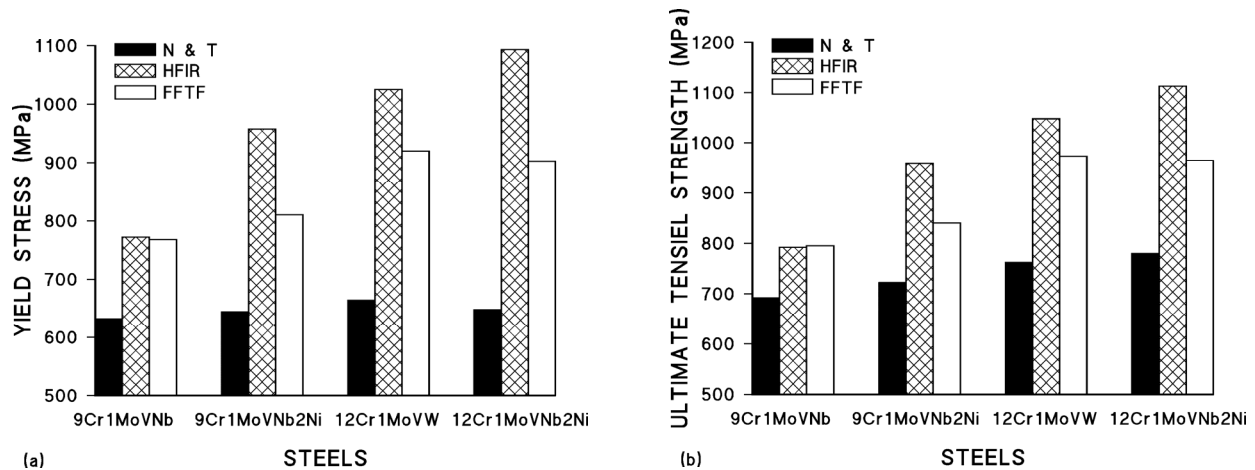 YIELD STRESS (MPa)
1100
1000
900
800
700
600
500
N & T
HFIR
FFTF
9Cr1MoVNb 9Cr1MoVNb2Ni 12Cr1MoVW 12Cr1MoVNb2Ni
(a) STEELS
ULTIMATE TENSIEL STRENGTH (MPa)
1200
1100
1000
900
800
700
600
500
N & T
HFIR
FFTF
9Cr1MoVNb 9Cr1MoVNb2Ni 12Cr1MoVW 12Cr1MoVNb2Ni
(b) STEELS